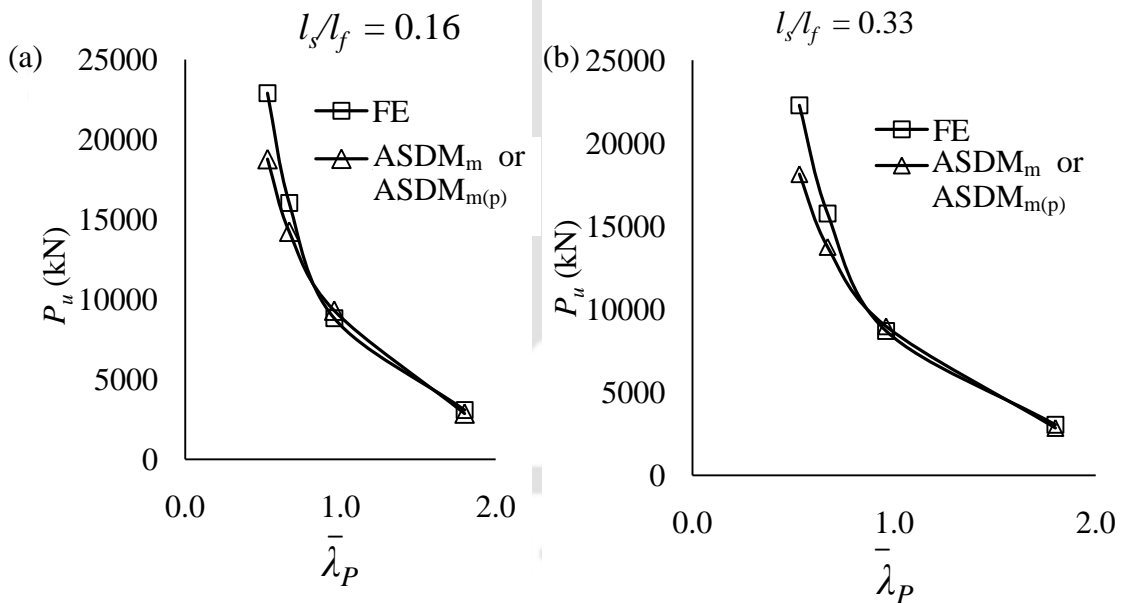 l_s/l_f = 0.16
(a)
25000
20000
15000
10000
5000
0
P_u (kN)
FE
ASDM_m or
ASDM_m(p)
0.0 1.0 2.0
λ̄_P
l_s/l_f = 0.33
(b)
25000
20000
15000
10000
5000
0
P_u (kN)
FE
ASDM_m or
ASDM_m(p)
0.0 1.0 2.0
λ̄_P